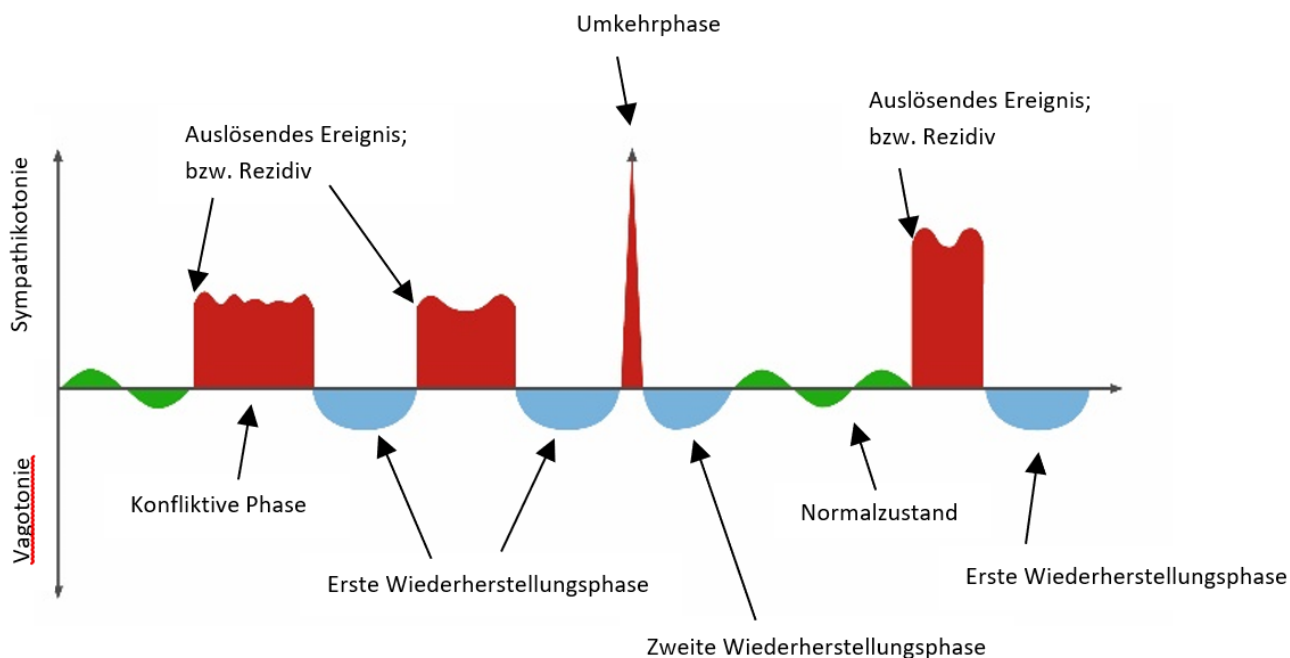 Umkehrphase
Auslösendes Ereignis;
bzw. Rezidiv
Auslösendes Ereignis;
bzw. Rezidiv
Sympathikotonie
Vagotonie
Konfliktive Phase
Normalzustand
Erste Wiederherstellungsphase
Erste Wiederherstellungsphase
Zweite Wiederherstellungsphase